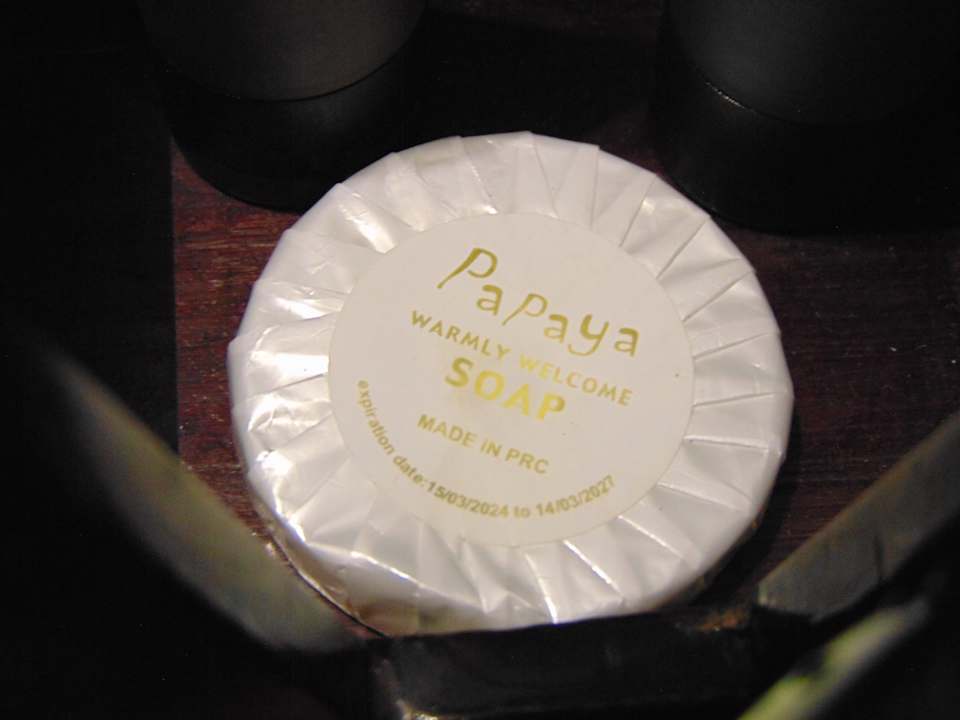 Papaya
WARMLY WELCOME
SOAP
MADE IN PRC
expiration date:15/03/2024 to 14/03/2027